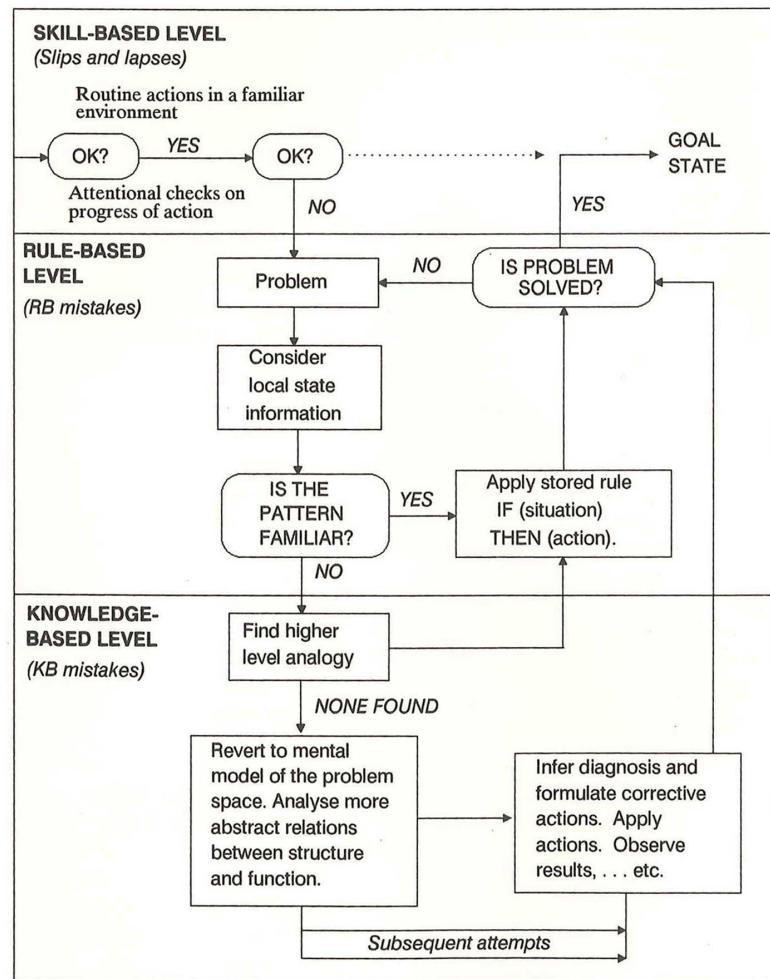 SKILL-BASED LEVEL
(Slips and lapses)
Routine actions in a familiar
environment
OK?
YES
OK?
GOAL
STATE
Attentional checks on
progress of action
NO
YES
RULE-BASED
LEVEL
(RB mistakes)
Problem
NO
IS PROBLEM
SOLVED?
Consider
local state
information
IS THE
PATTERN
FAMILIAR?
YES
Apply stored rule
IF (situation)
THEN (action).
NO
KNOWLEDGE-
BASED LEVEL
(KB mistakes)
Find higher
level analogy
NONE FOUND
Revert to mental
model of the problem
space. Analyse more
abstract relations
between structure
and function.
Infer diagnosis and
formulate corrective
actions. Apply
actions. Observe
results, . . . etc.
Subsequent attempts